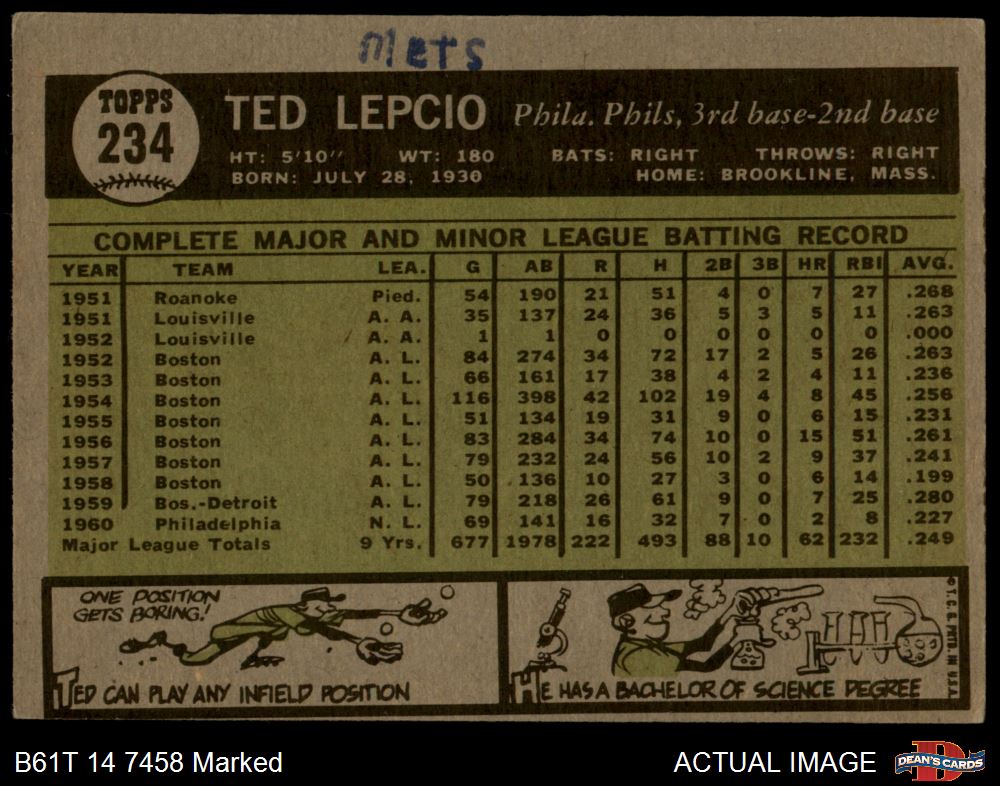 METS
TOPPS
234
TED LEPCIO Phila. Phils, 3rd base-2nd base
HT: 5'10" WT: 180 BATS: RIGHT THROWS: RIGHT
BORN: JULY 28, 1930 HOME: BROOKLINE, MASS.
COMPLETE MAJOR AND MINOR LEAGUE BATTING RECORD
YEAR TEAM LEA. G AB R H 2B 3B HR RBI AVG.
1951 Roanoke Pied. 54 190 21 51 4 0 7 27 .268
1951 Louisville A. A. 35 137 24 36 5 3 5 11 .263
1952 Louisville A. A. 1 1 0 0 0 0 0 0 .000
1952 Boston A. L. 84 274 34 72 17 2 5 26 .263
1953 Boston A. L. 66 161 17 38 4 2 4 11 .236
1954 Boston A. L. 116 398 42 102 19 4 8 45 .256
1955 Boston A. L. 51 134 19 31 9 0 6 15 .231
1956 Boston A. L. 83 284 34 74 10 0 15 51 .261
1957 Boston A. L. 79 232 24 56 10 2 9 37 .241
1958 Boston A. L. 50 136 10 27 3 0 6 14 .199
1959 Bos.-Detroit A. L. 79 218 26 61 9 0 7 25 .280
1960 Philadelphia N. L. 69 141 16 32 7 0 2 8 .227
Major League Totals 9 Yrs. 677 1978 222 493 88 10 62 232 .249
ONE POSITION
GETS BORING!
TED CAN PLAY ANY INFIELD POSITION
HE HAS A BACHELOR OF SCIENCE DEGREE
© T. C. G. PRTD. IN U.S.A.
B61T 14 7458 Marked
ACTUAL IMAGE
DEAN'S CARDS